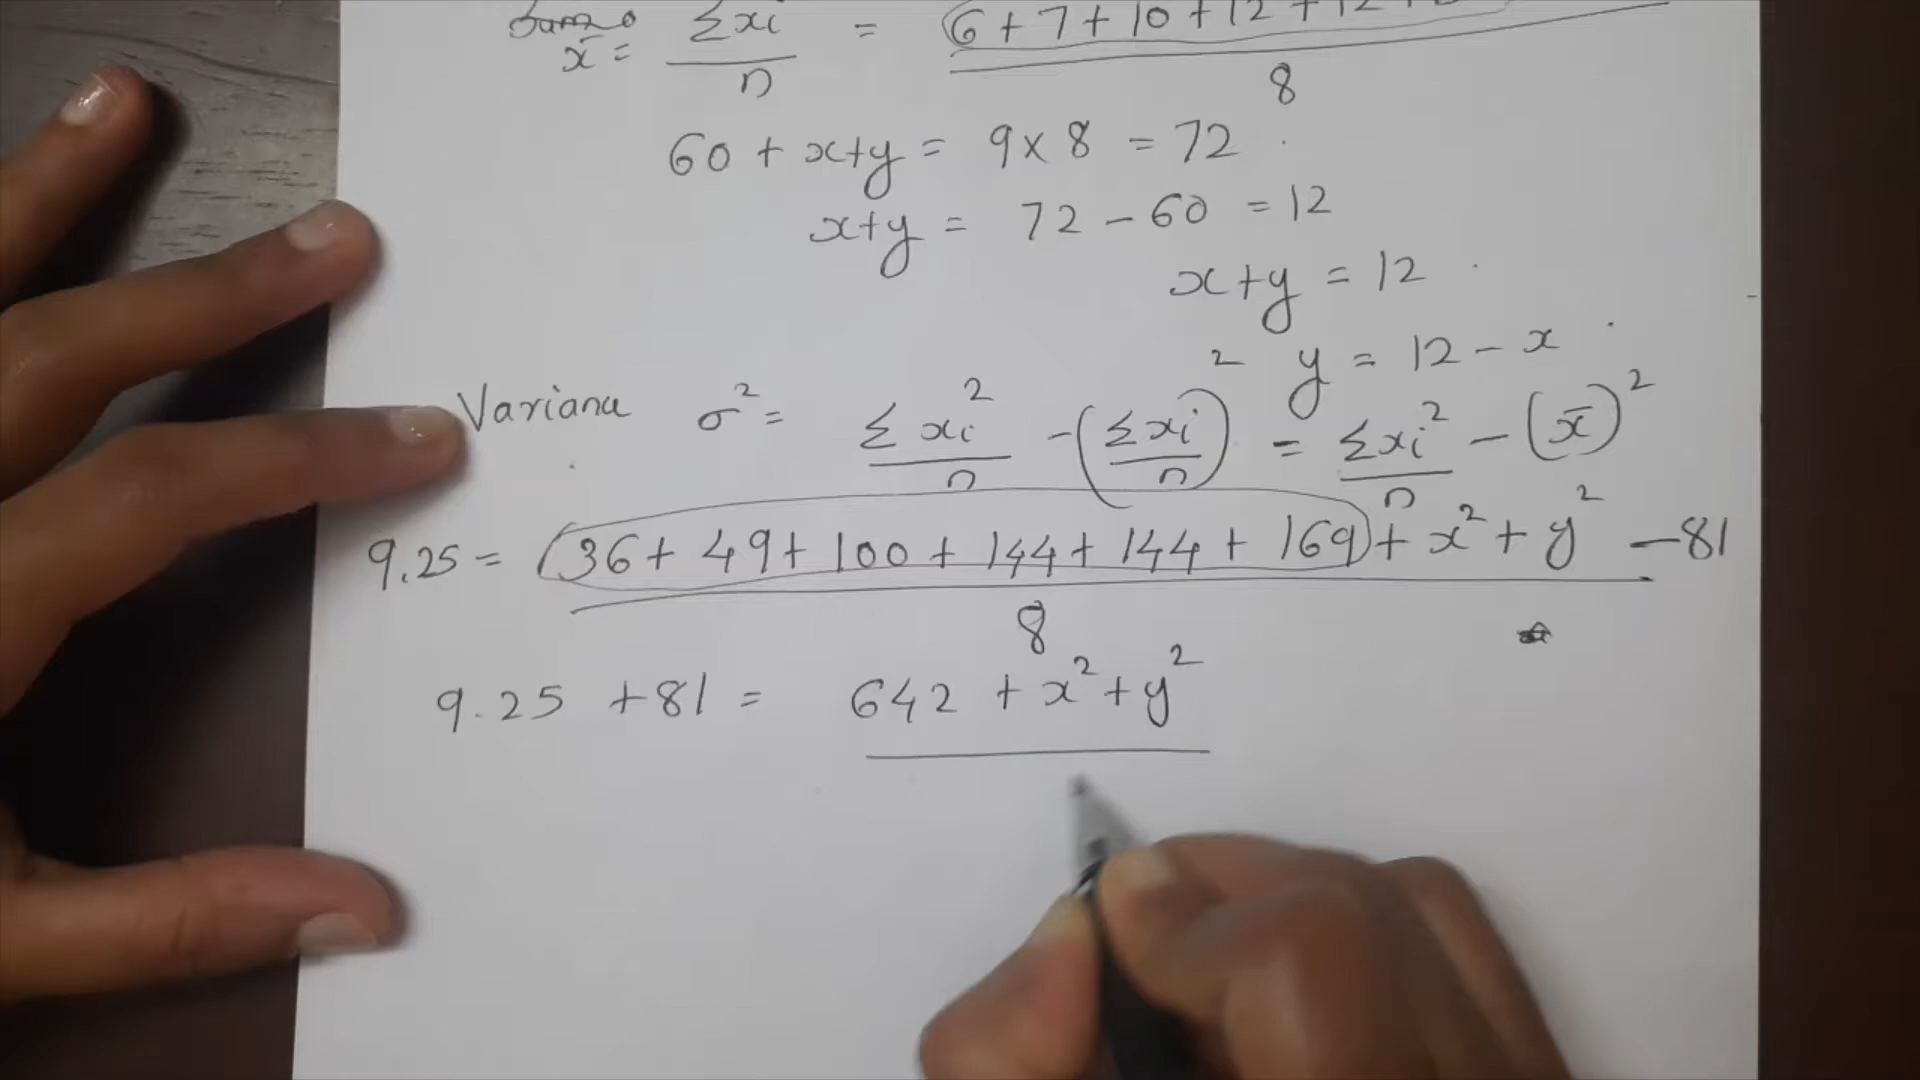 x̄ = Σxi / n = 6 + 7 + 10 + 12 + 12 + / 8
60 + x+y = 9 x 8 = 72
x+y = 72 - 60 = 12
x+y = 12
y = 12 - x
Variance σ² = Σxi² / n - (Σxi / n)² = Σxi² / n - (x̄)²
9.25 = (36 + 49 + 100 + 144 + 144 + 169) + x² + y² / 8 - 81
9.25 + 81 = 642 + x² + y²